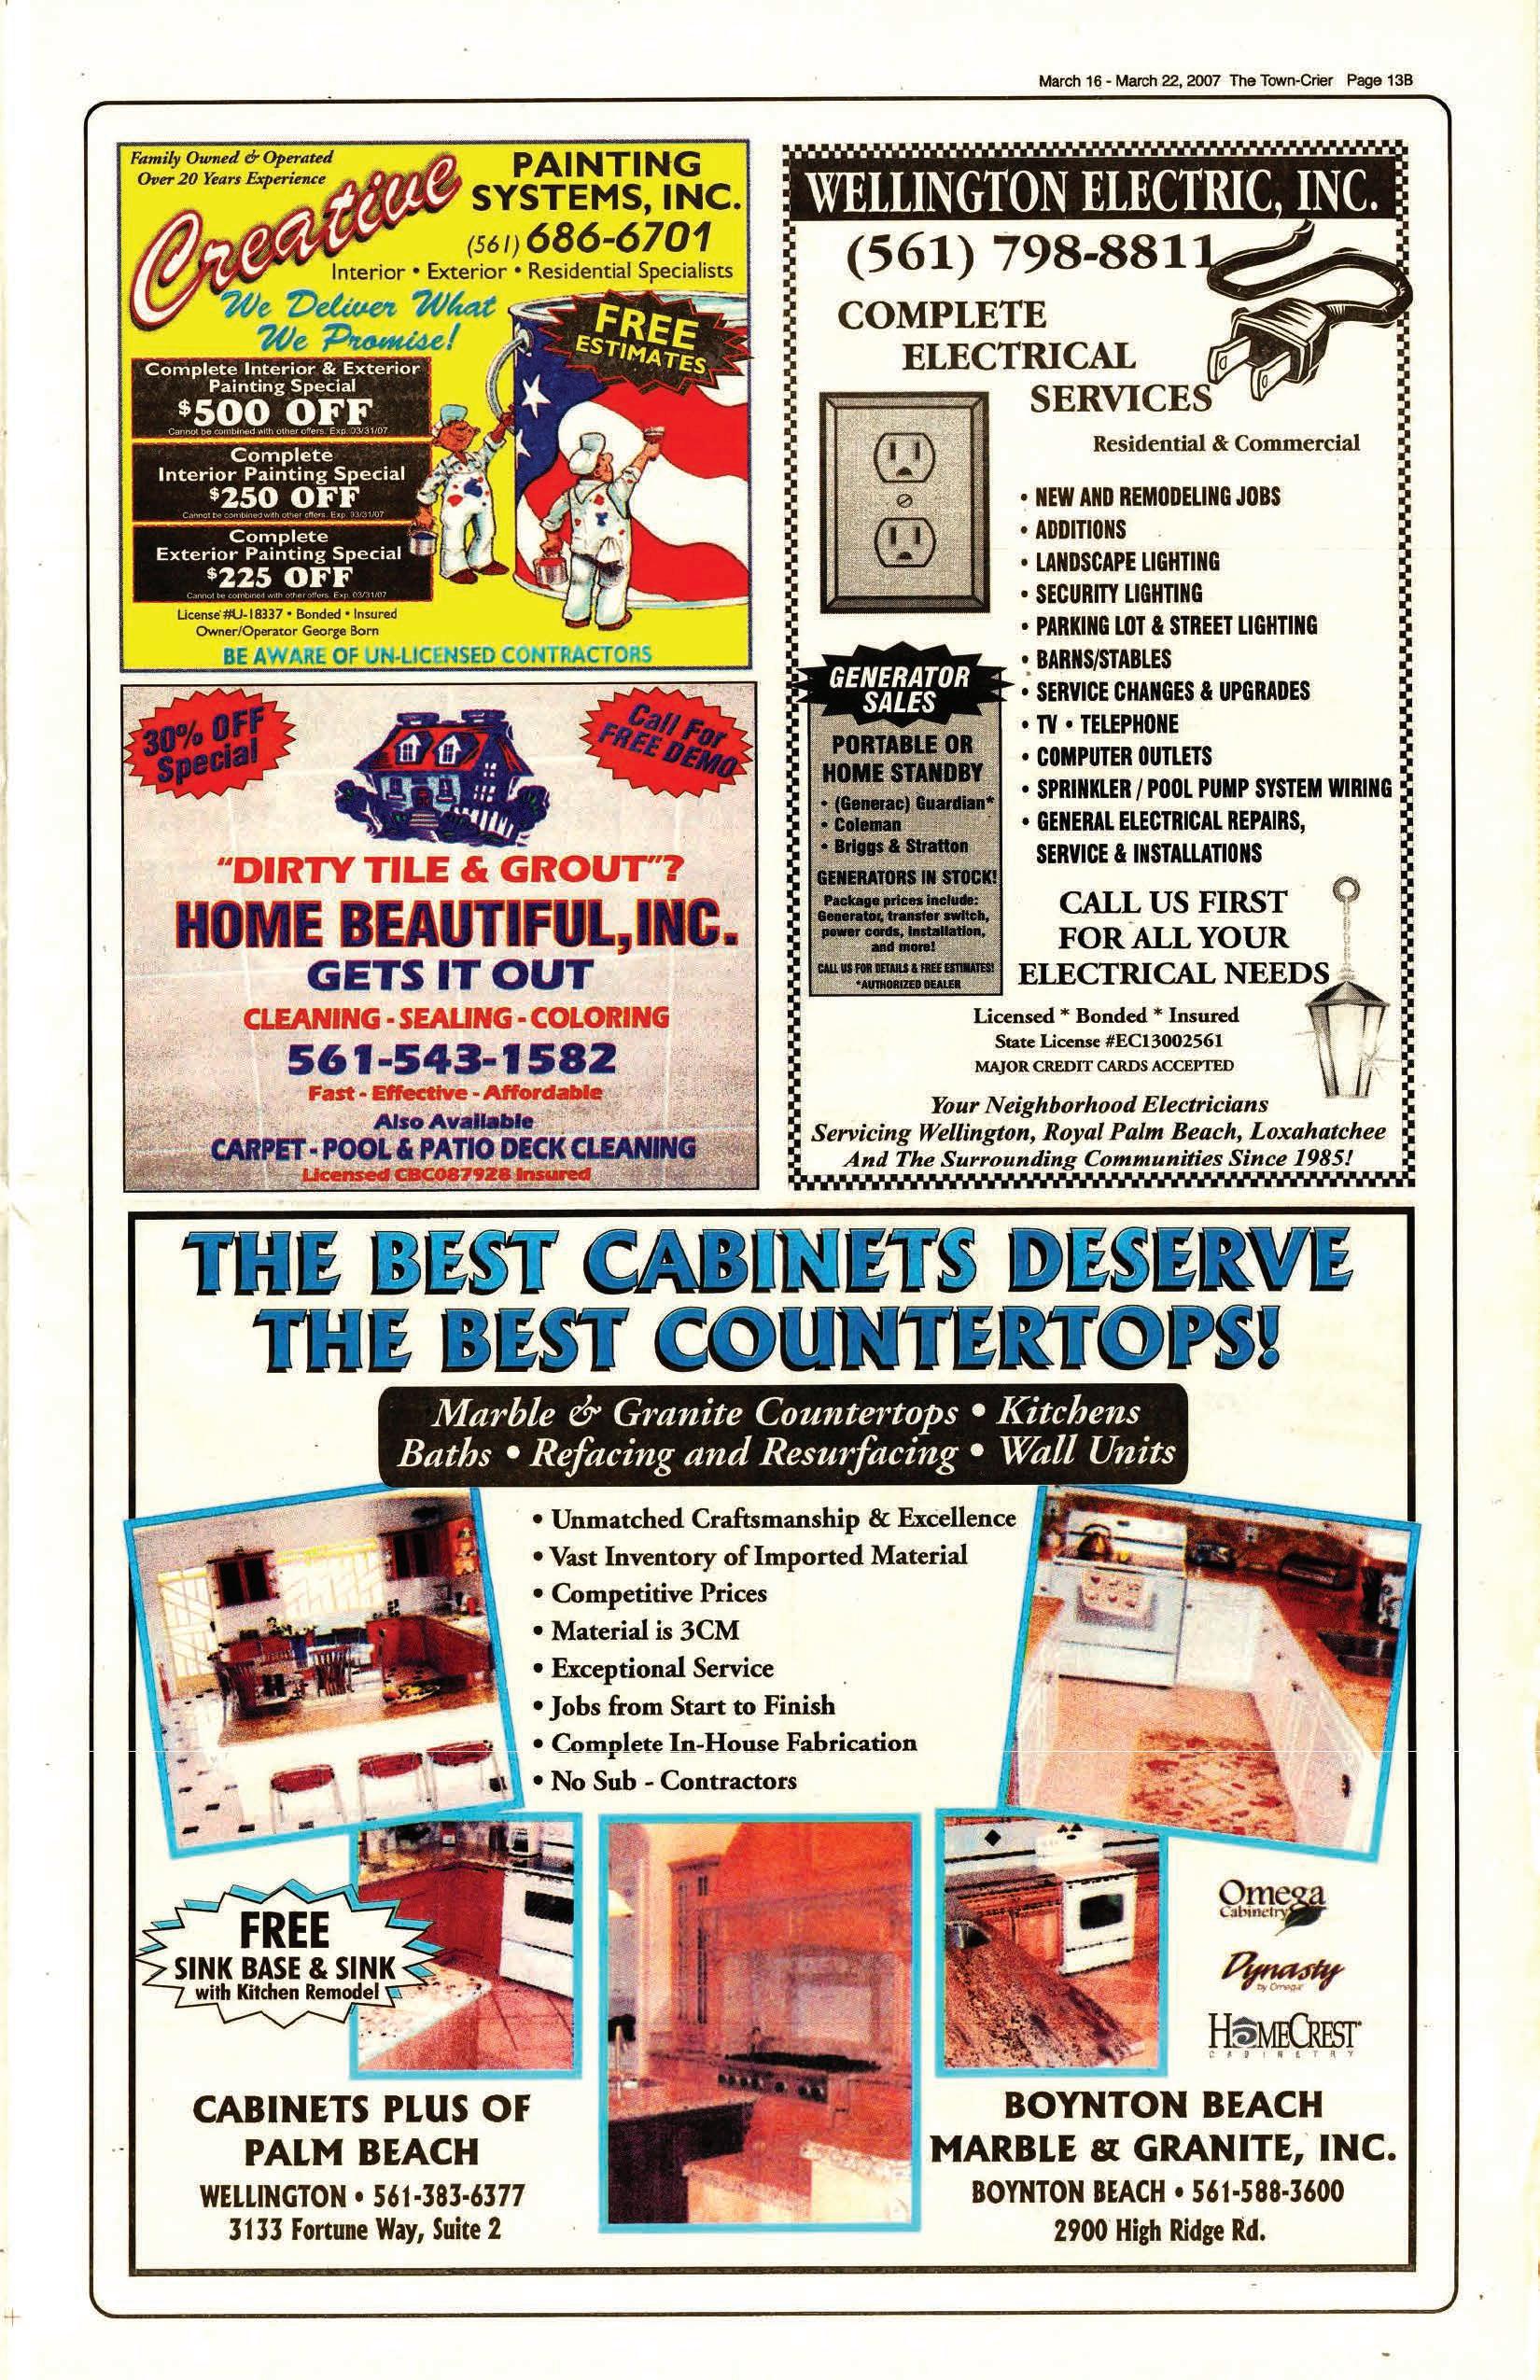 March 16 - March 22, 2007 The Town-Crier Page 13B
Family Owned & Operated
Over 20 Years Experience
Creative
PAINTING
SYSTEMS, INC.
(561) 686-6701
Interior • Exterior • Residential Specialists
We Deliver What
We Promise!
FREE
ESTIMATES
Complete Interior & Exterior
Painting Special
$500 OFF
Cannot be combined with other offers. Exp. 03/31/07
Complete
Interior Painting Special
$250 OFF
Cannot be combined with other offers. Exp. 03/31/07
Complete
Exterior Painting Special
$225 OFF
Cannot be combined with other offers. Exp. 03/31/07
License #U-18337 • Bonded • Insured
Owner/Operator George Born
BE AWARE OF UN-LICENSED CONTRACTORS
30% OFF
Special
Call For
FREE DEMO
"DIRTY TILE & GROUT"?
HOME BEAUTIFUL, INC.
GETS IT OUT
CLEANING - SEALING - COLORING
561-543-1582
Fast - Effective - Affordable
Also Available
CARPET - POOL & PATIO DECK CLEANING
Licensed CBC087928 Insured
WELLINGTON ELECTRIC, INC.
(561) 798-8811
COMPLETE
ELECTRICAL
SERVICES
Residential & Commercial
• NEW AND REMODELING JOBS
• ADDITIONS
• LANDSCAPE LIGHTING
• SECURITY LIGHTING
• PARKING LOT & STREET LIGHTING
• BARNS/STABLES
• SERVICE CHANGES & UPGRADES
• TV • TELEPHONE
• COMPUTER OUTLETS
• SPRINKLER / POOL PUMP SYSTEM WIRING
• GENERAL ELECTRICAL REPAIRS,
SERVICE & INSTALLATIONS
GENERATOR
SALES
PORTABLE OR
HOME STANDBY
• (Generac) Guardian*
• Coleman
• Briggs & Stratton
GENERATORS IN STOCK!
Package prices include:
Generator, transfer switch,
power cords, installation,
and more!
CALL US FOR DETAILS & FREE ESTIMATES!
*AUTHORIZED DEALER
CALL US FIRST
FOR ALL YOUR
ELECTRICAL NEEDS
Licensed * Bonded * Insured
State License #EC13002561
MAJOR CREDIT CARDS ACCEPTED
Your Neighborhood Electricians
Servicing Wellington, Royal Palm Beach, Loxahatchee
And The Surrounding Communities Since 1985!
THE BEST CABINETS DESERVE
THE BEST COUNTERTOPS!
Marble & Granite Countertops • Kitchens
Baths • Refacing and Resurfacing • Wall Units
• Unmatched Craftsmanship & Excellence
• Vast Inventory of Imported Material
• Competitive Prices
• Material is 3CM
• Exceptional Service
• Jobs from Start to Finish
• Complete In-House Fabrication
• No Sub - Contractors
FREE
SINK BASE & SINK
with Kitchen Remodel
Omega
Cabinetry
Dynasty
by Omega
HOMECREST
CABINETRY
CABINETS PLUS OF
PALM BEACH
WELLINGTON • 561-383-6377
3133 Fortune Way, Suite 2
BOYNTON BEACH
MARBLE & GRANITE, INC.
BOYNTON BEACH • 561-588-3600
2900 High Ridge Rd.